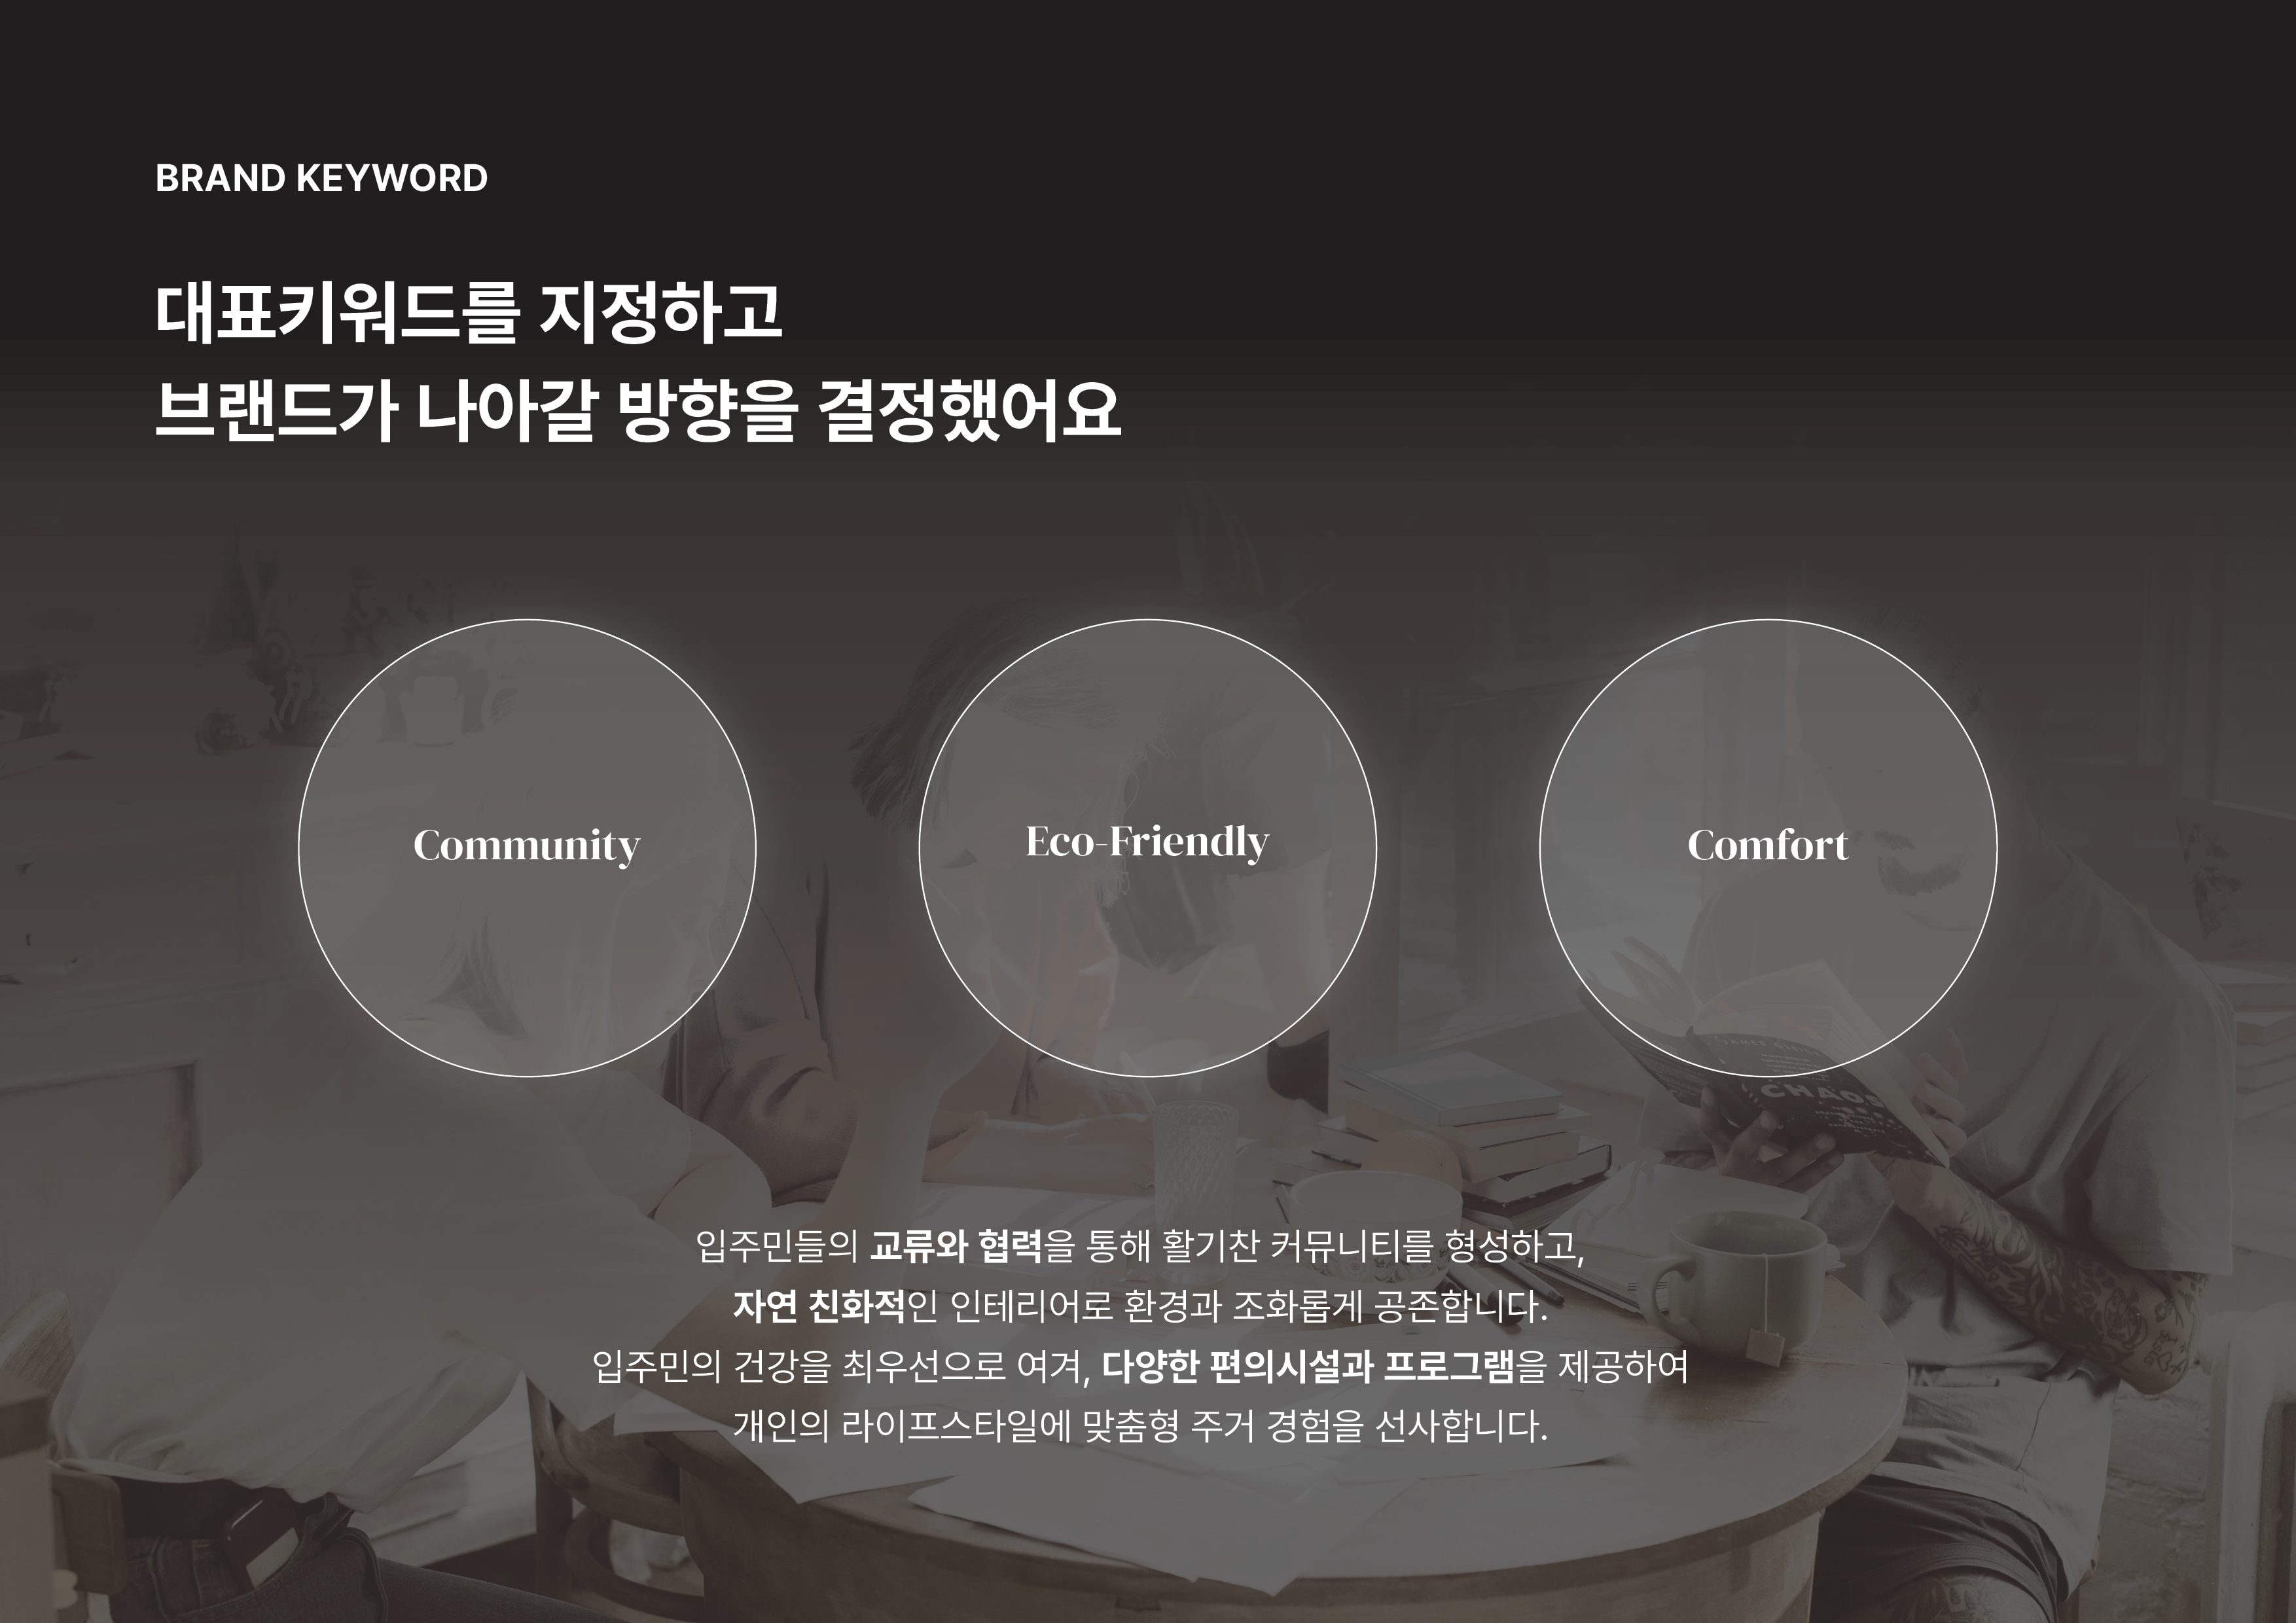 BRAND KEYWORD
대표키워드를 지정하고
브랜드가 나아갈 방향을 결정했어요
Community
Eco-Friendly
Comfort
CHAOS
입주민들의 교류와 협력을 통해 활기찬 커뮤니티를 형성하고,
자연 친화적인 인테리어로 환경과 조화롭게 공존합니다.
입주민의 건강을 최우선으로 여겨, 다양한 편의시설과 프로그램을 제공하여
개인의 라이프스타일에 맞춤형 주거 경험을 선사합니다.